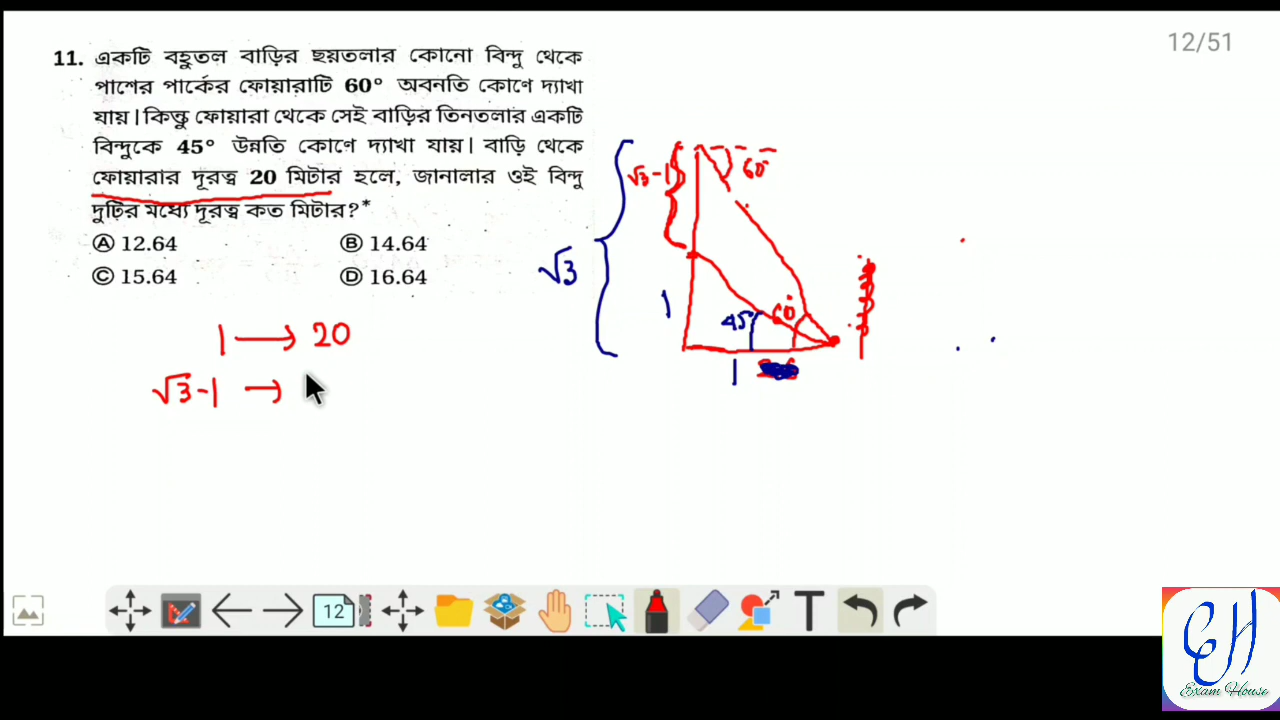 12/51
11. একটি বহুতল বাড়ির ছয়তলার কোনো বিন্দু থেকে
পাশের পার্কের ফোয়ারাটি 60° অবনতি কোণে দ্যাখা
যায়। কিন্তু ফোয়ারা থেকে সেই বাড়ির তিনতলার একটি
বিন্দুকে 45° উন্নতি কোণে দ্যাখা যায়। বাড়ি থেকে
ফোয়ারার দূরত্ব 20 মিটার হলে, জানালার ওই বিন্দু
দুটির মধ্যে দূরত্ব কত মিটার?*
Ⓐ 12.64 Ⓑ 14.64
Ⓒ 15.64 Ⓓ 16.64
√3-1
60°
√3
1
45°
60°
1
1 → 20
√3-1 →
12
T
CH
Exam House